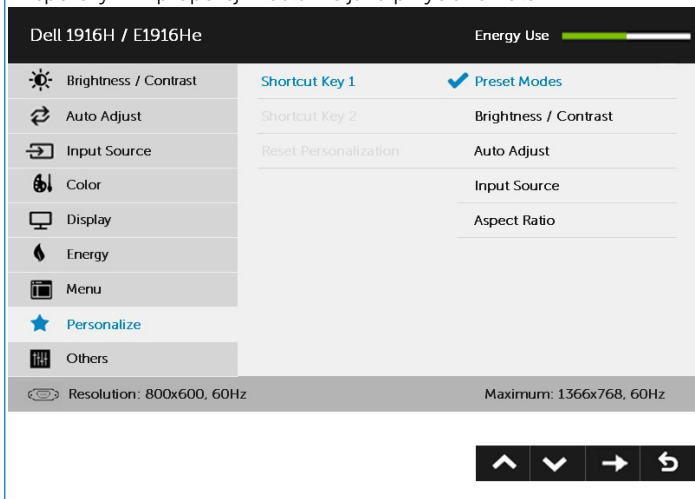 Dell 1916H / E1916He Energy Use
Brightness / Contrast Shortcut Key 1 Preset Modes
Auto Adjust Shortcut Key 2 Brightness / Contrast
Input Source Reset Personalization Auto Adjust
Color Input Source
Display Aspect Ratio
Energy
Menu
Personalize
Others
Resolution: 800x600, 60Hz Maximum: 1366x768, 60Hz